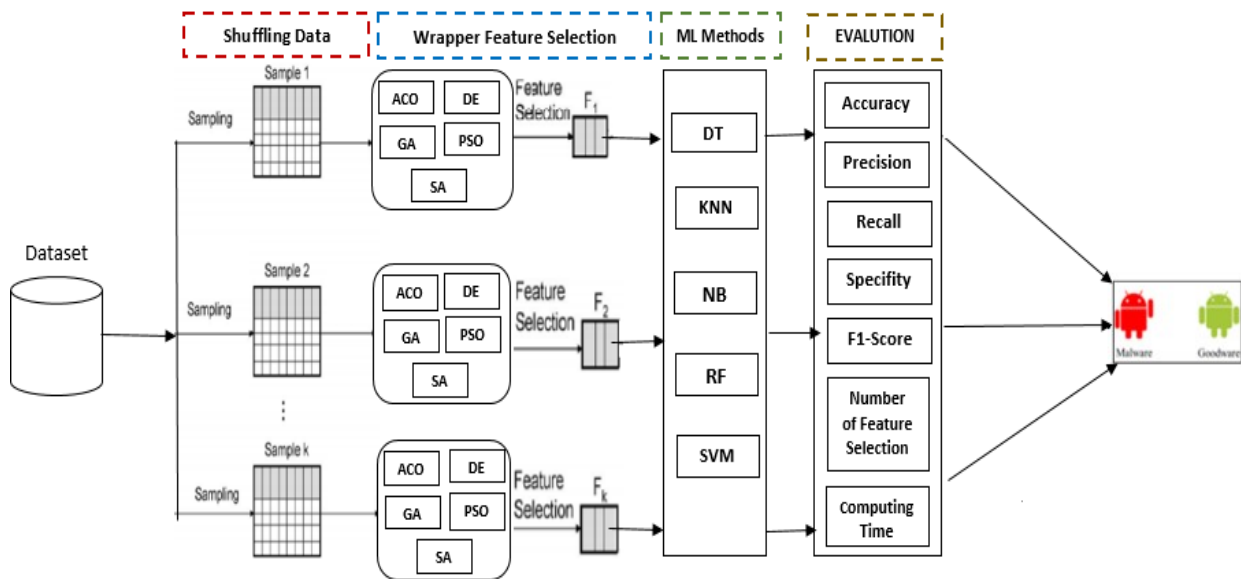 Shuffling Data
Wrapper Feature Selection
ML Methods
EVALUTION
Dataset
Sampling
Sample 1
ACO
DE
GA
PSO
SA
Feature
Selection
F1
Sampling
Sample 2
ACO
DE
GA
PSO
SA
Feature
Selection
F2
⋮
Sampling
Sample k
ACO
DE
GA
PSO
SA
Feature
Selection
Fk
DT
KNN
NB
RF
SVM
Accuracy
Precision
Recall
Specifity
F1-Score
Number
of Feature
Selection
Computing
Time
Malware
Goodware